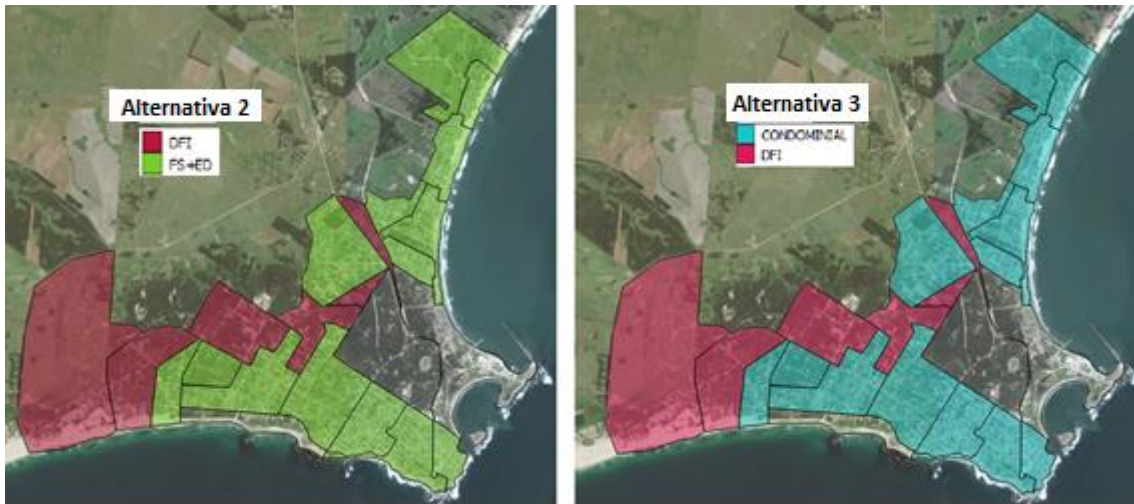 Alternativa 2
DFI
FS+ED
Alternativa 3
CONDOMINIAL
DFI